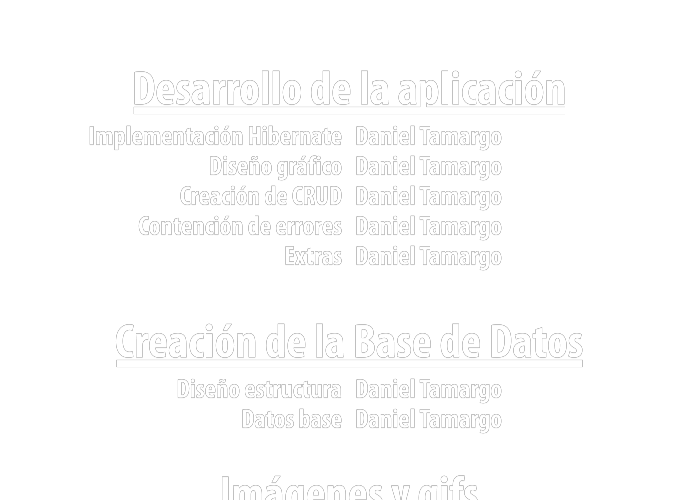 Desarrollo de la aplicación
Implementación Hibernate Daniel Tamargo
Diseño gráfico Daniel Tamargo
Creación de CRUD Daniel Tamargo
Contención de errores Daniel Tamargo
Extras Daniel Tamargo
Creación de la Base de Datos
Diseño estructura Daniel Tamargo
Datos base Daniel Tamargo
Imágenes y gifs